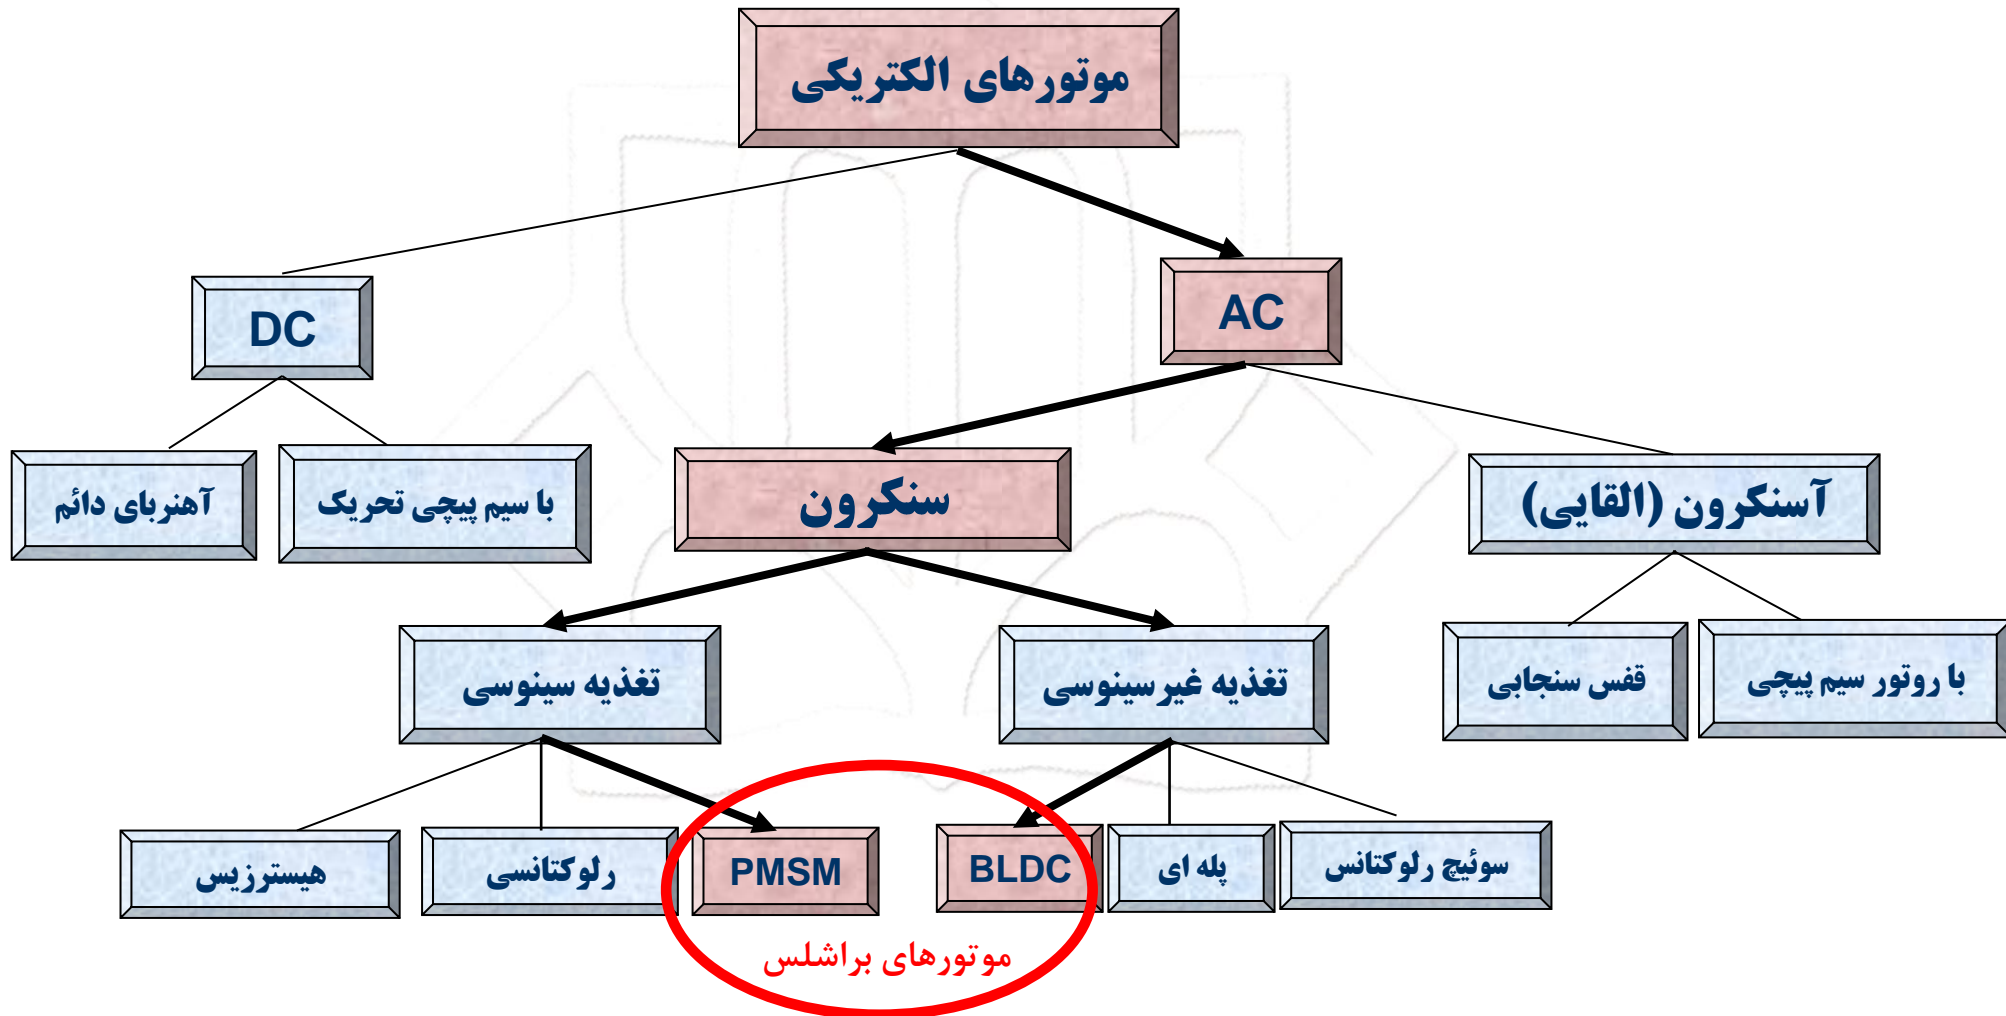 موتورهای الکتریکی
AC
DC
آسنکرون (القایی)
سنکرون
با سیم پیچی تحریک
آهنربای دائم
با روتور سیم پیچی
قفس سنجابی
تغذیه غیرسینوسی
تغذیه سینوسی
سوئیچ رلوکتانس
پله ای
BLDC
PMSM
رلوکتانسی
هیسترزیس
موتورهای براشلس